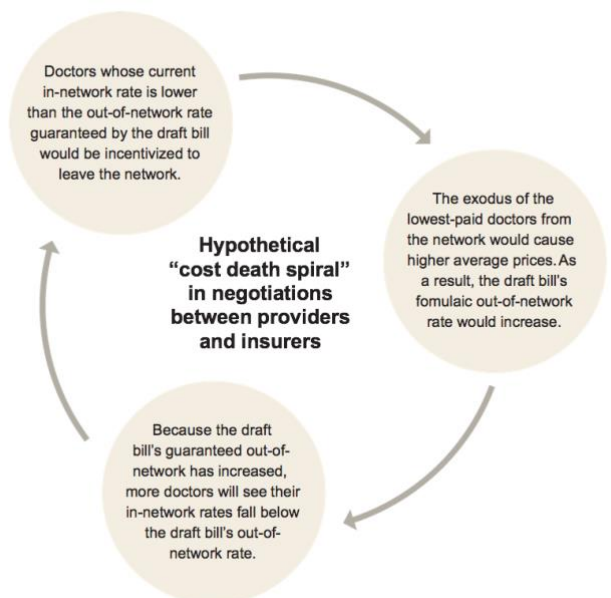 Doctors whose current
in-network rate is lower
than the out-of-network rate
guaranteed by the draft bill
would be incentivized to
leave the network.
The exodus of the
lowest-paid doctors from
the network would cause
higher average prices. As
a result, the draft bill's
fomulaic out-of-network
rate would increase.
Hypothetical
“cost death spiral”
in negotiations
between providers
and insurers
Because the draft
bill's guaranteed out-of-
network has increased,
more doctors will see their
in-network rates fall below
the draft bill's out-of-
network rate.